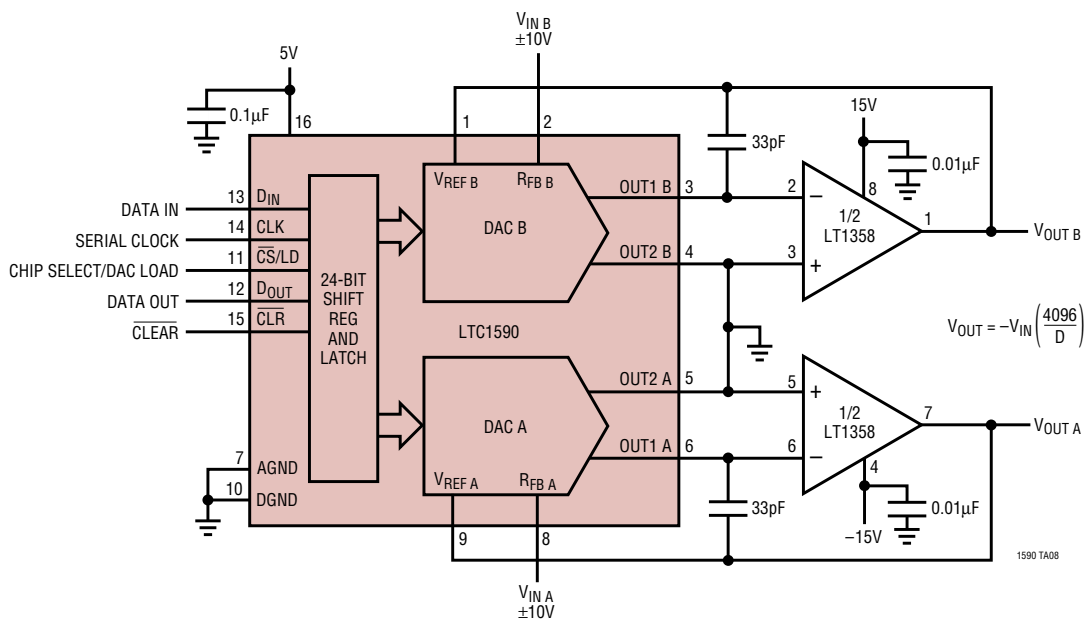 V_IN B
±10V
5V
0.1µF
16
1
2
33pF
15V
0.01µF
8
V_REF B
R_FB B
DAC B
OUT1 B
3
2
−
1/2
LT1358
1
V_OUT B
OUT2 B
4
3
+
DATA IN
13
D_IN
SERIAL CLOCK
14
CLK
CHIP SELECT/DAC LOAD
11
C̅S̅/LD
DATA OUT
12
D_OUT
C̅L̅E̅A̅R̅
15
C̅L̅R̅
24-BIT
SHIFT
REG
AND
LATCH
LTC1590
V_OUT = –V_IN (4096/D)
OUT2 A
5
5
+
DAC A
1/2
LT1358
7
V_OUT A
OUT1 A
6
6
−
4
7
AGND
10
DGND
V_REF A
R_FB A
33pF
0.01µF
–15V
9
8
V_IN A
±10V
1590 TA08